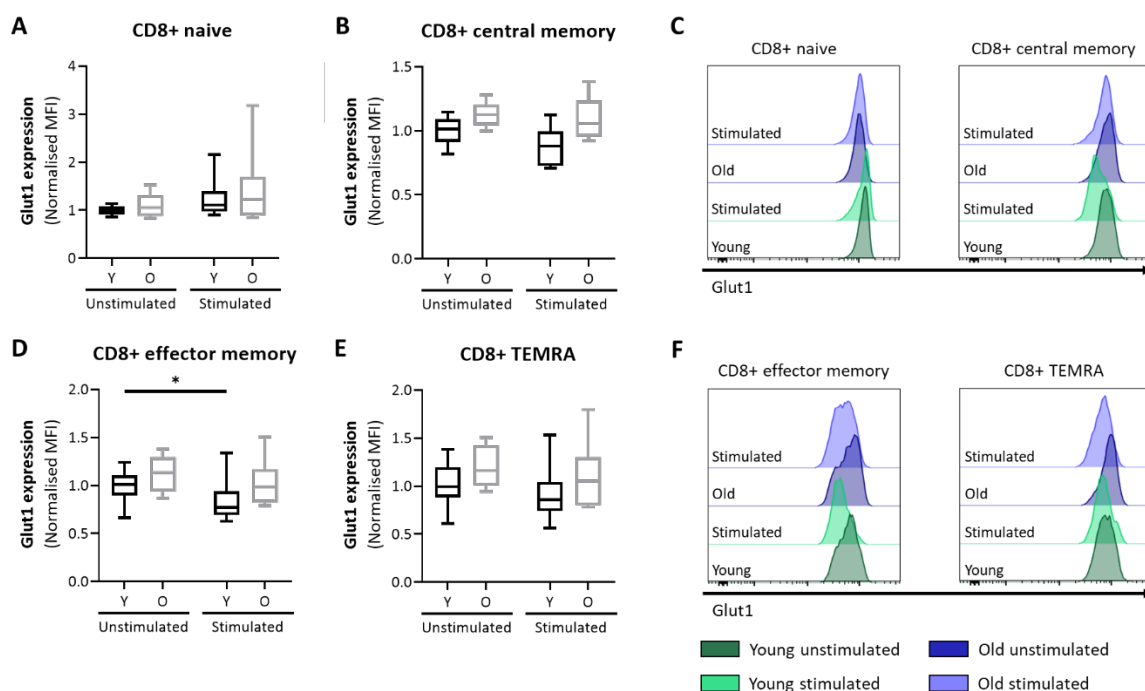 A
CD8+ naive
Glut1 expression
(Normalised MFI)
4
3
2
1
0
Y O Y O
Unstimulated Stimulated
B
CD8+ central memory
Glut1 expression
(Normalised MFI)
1.5
1.0
0.5
0.0
Y O Y O
Unstimulated Stimulated
C
CD8+ naive
Stimulated
Old
Stimulated
Young
CD8+ central memory
Stimulated
Old
Stimulated
Young
Glut1
D
CD8+ effector memory
Glut1 expression
(Normalised MFI)
2.0
1.5
1.0
0.5
0.0
*
Y O Y O
Unstimulated Stimulated
E
CD8+ TEMRA
Glut1 expression
(Normalised MFI)
2.0
1.5
1.0
0.5
0.0
Y O Y O
Unstimulated Stimulated
F
CD8+ effector memory
Stimulated
Old
Stimulated
Young
CD8+ TEMRA
Stimulated
Old
Stimulated
Young
Glut1
Young unstimulated
Old unstimulated
Young stimulated
Old stimulated